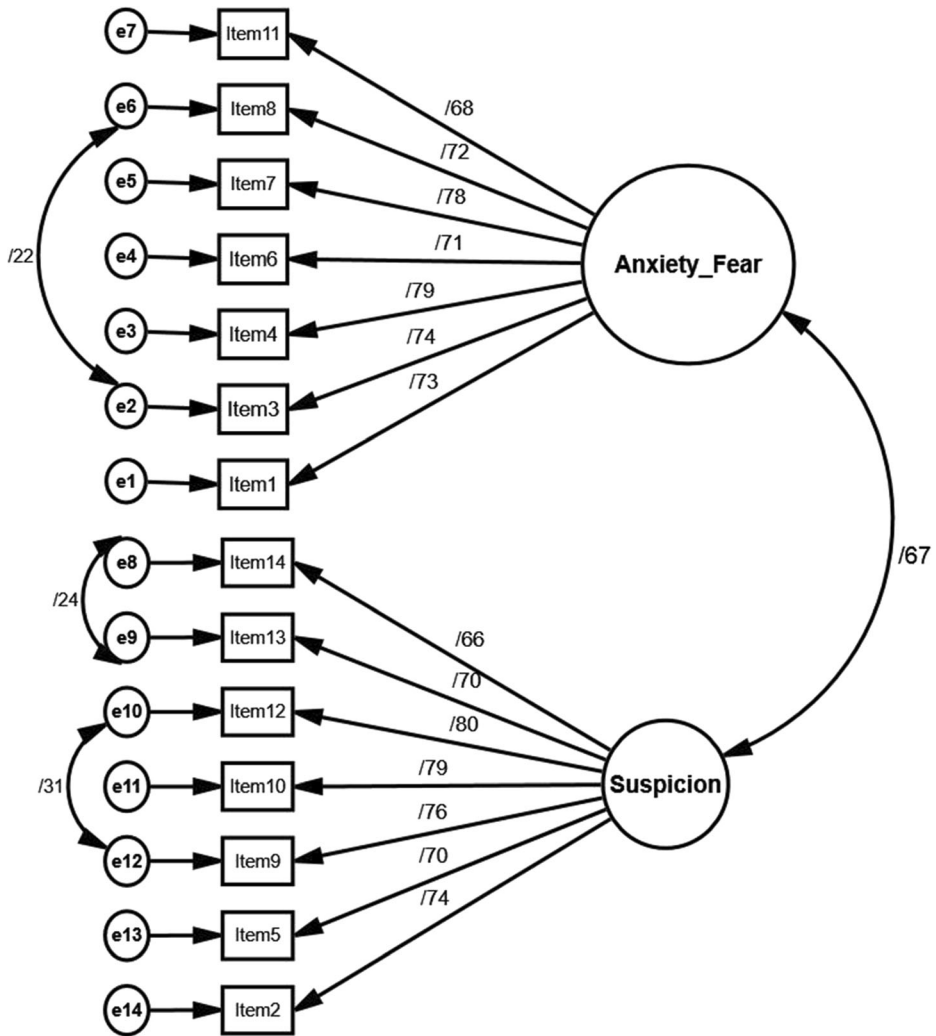 e7
Item11
/68
e6
Item8
/72
e5
Item7
/78
/22
e4
Item6
/71
Anxiety_Fear
e3
Item4
/79
e2
Item3
/74
e1
Item1
/73
/67
e8
Item14
/66
/24
e9
Item13
/70
e10
Item12
/80
/31
e11
Item10
/79
Suspicion
e12
Item9
/76
e13
Item5
/70
e14
Item2
/74